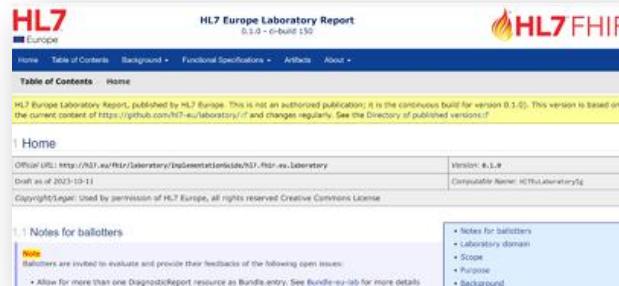 HL7
Europe
HL7 Europe Laboratory Report
0.1.0 - ci-build 150
HL7 FHIR
Home Table of Contents Background Functional Specifications Artifacts About
Table of Contents Home
HL7 Europe Laboratory Report, published by HL7 Europe. This is not an authorized publication; it is the continuous build for version 0.1.0). This version is based on
the current content of https://github.com/hl7-eu/laboratory/ and changes regularly. See the Directory of published versions
1 Home
Official URL: http://hl7.eu/fhir/laboratory/ImplementationGuide/hl7.fhir.eu.laboratory
Version: 0.1.0
Draft as of 2023-10-11
Computable Name:
Copyright/Legal: Used by permission of HL7 Europe, all rights reserved Creative Commons License
1.1 Notes for ballotters
Note
Ballotters are invited to evaluate and provide their feedbacks of the following open issues:
• Allow for more than one DiagnosticReport resource as Bundle.entry. See Bundle-eu-lab for more details
• Notes for ballotters
• Laboratory domain
• Scope
• Purpose
• Background